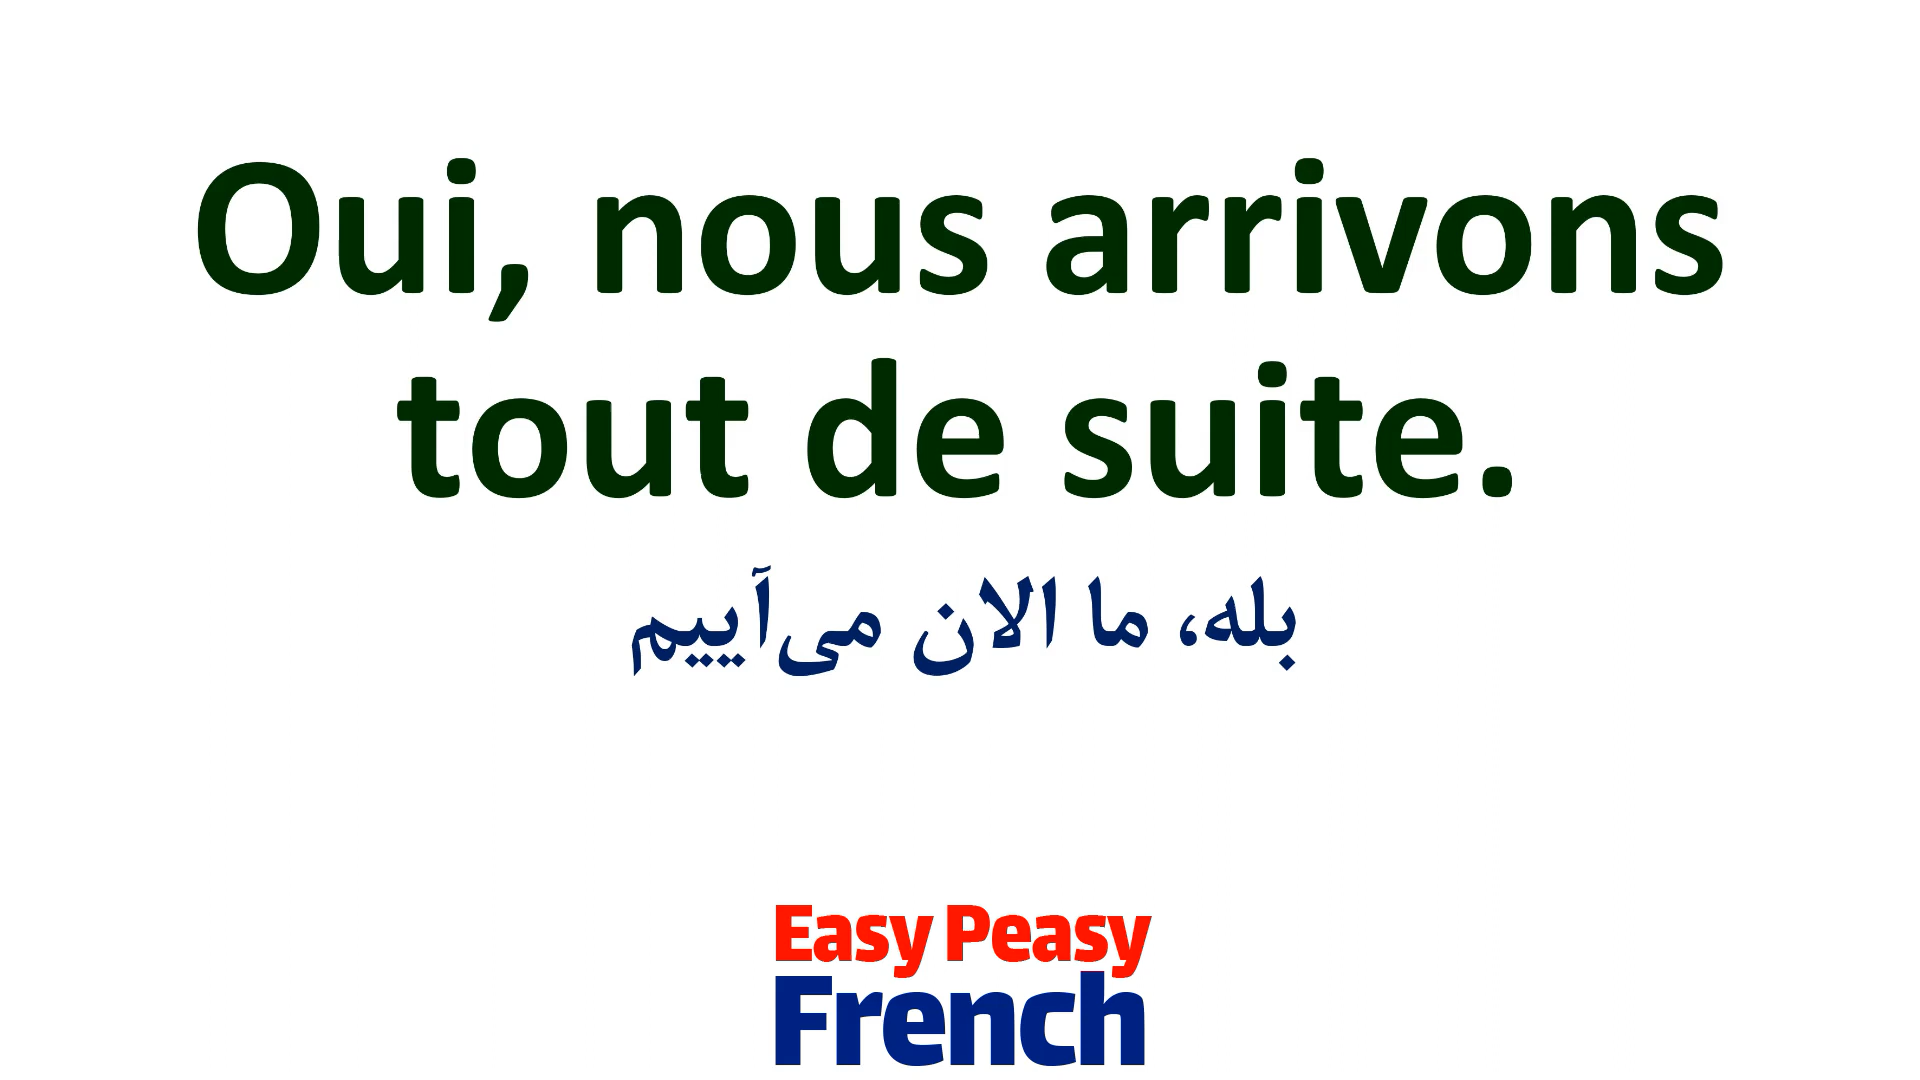 Oui, nous arrivons
tout de suite.
بله، ما الان می‌آییم
Easy Peasy
French